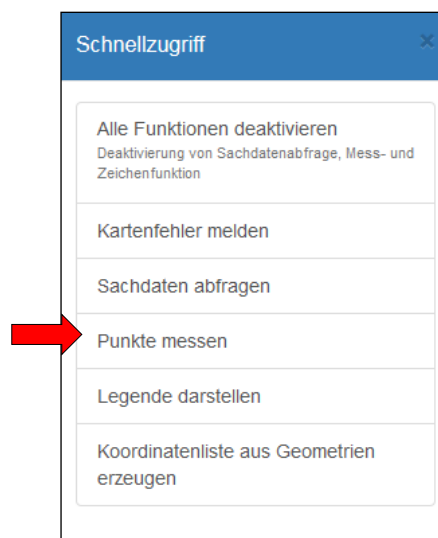 Schnellzugriff
Alle Funktionen deaktivieren
Deaktivierung von Sachdatenabfrage, Mess- und
Zeichenfunktion
Kartenfehler melden
Sachdaten abfragen
Punkte messen
Legende darstellen
Koordinatenliste aus Geometrien
erzeugen